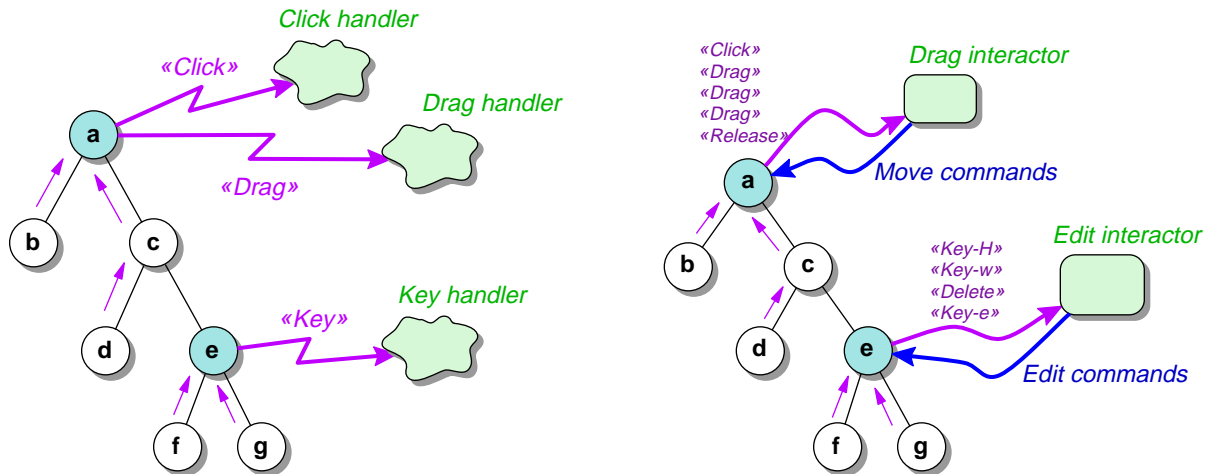 Click handler
«Click»
Drag handler
a
«Drag»
b
c
Key handler
«Key»
d
e
f
g
«Click»
«Drag»
«Drag»
«Drag»
«Release»
Drag interactor
Move commands
a
b
c
Edit interactor
«Key-H»
«Key-w»
«Delete»
«Key-e»
d
e
Edit commands
f
g